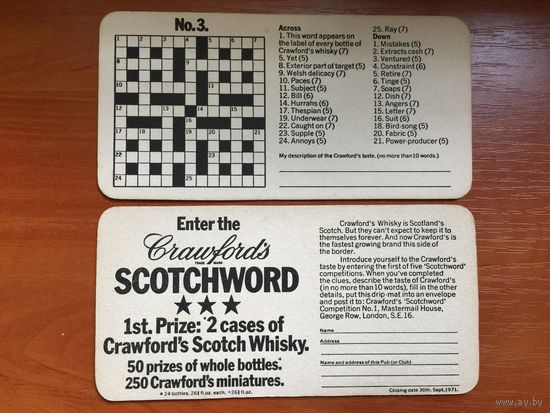 No.3.
1 2 3 4 5 6 7
8 9
10 11
12 13
14 15
16
17 18 19 20 21
22
23
24 25
Across
1. This word appears on
the label of every bottle of
Crawford's whisky (7)
5. Yet (5)
8. Exterior part of target (5)
9. Welsh delicacy (7)
10. Paces (7)
11. Subject (5)
12. Bill (6)
14. Hurrahs (6)
17. Thespian (5)
19. Underwear (7)
22. Caught on (7)
23. Supple (5)
24. Annoys (5)
25. Ray (7)
Down
1. Mistakes (5)
2. Extracts cash (7)
3. Ventured (5)
4. Constraint (6)
5. Retire (7)
6. Tinge (5)
7. Soaps (7)
12. Dish (7)
13. Angers (7)
15. Letter (7)
16. Suit (6)
18. Bird-song (5)
20. Fabric (5)
21. Power-producer (5)
My description of the Crawford's taste. (no more than 10 words.)
Enter the
Crawford's
TRADE MARK
SCOTCHWORD
★★★
1st. Prize:*2 cases of
Crawford's Scotch Whisky.
50 prizes of whole bottles.*
250 Crawford's miniatures.
* 24 bottles, 26⅔ fl.oz. each, +26⅔ fl.oz.
Crawford's Whisky is Scotland's
Scotch. But they can't expect to keep it to
themselves forever. And now Crawford's is
the fastest growing brand this side of
the border.
Introduce yourself to the Crawford's
taste by entering the first of five 'Scotchword'
competitions. When you've completed
the clues, describe the taste of Crawford's
(in no more than 10 words), fill in the other
details, put this drip-mat into an envelope
and post it to: Crawford's 'Scotchword'
Competition No.1, Mastermail House,
George Row, London, S.E.16.
Name
Address
Name and address of this Pub (or Club)
Closing date 30th. Sept, 1971.
www.ay.by